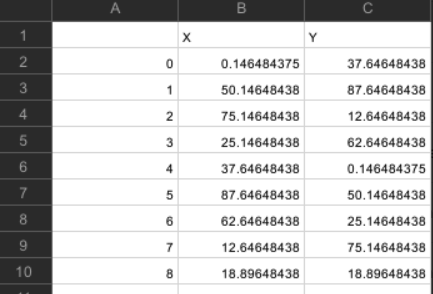 A B C
1 X Y
2 0 0.146484375 37.64648438
3 1 50.14648438 87.64648438
4 2 75.14648438 12.64648438
5 3 25.14648438 62.64648438
6 4 37.64648438 0.146484375
7 5 87.64648438 50.14648438
8 6 62.64648438 25.14648438
9 7 12.64648438 75.14648438
10 8 18.89648438 18.89648438